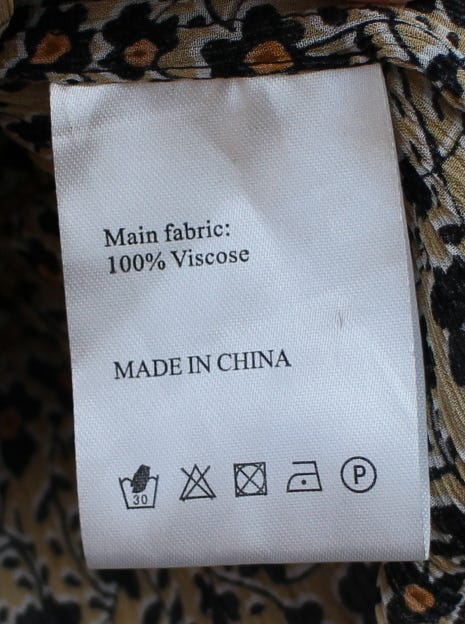 Main fabric:
100% Viscose
MADE IN CHINA
30
P